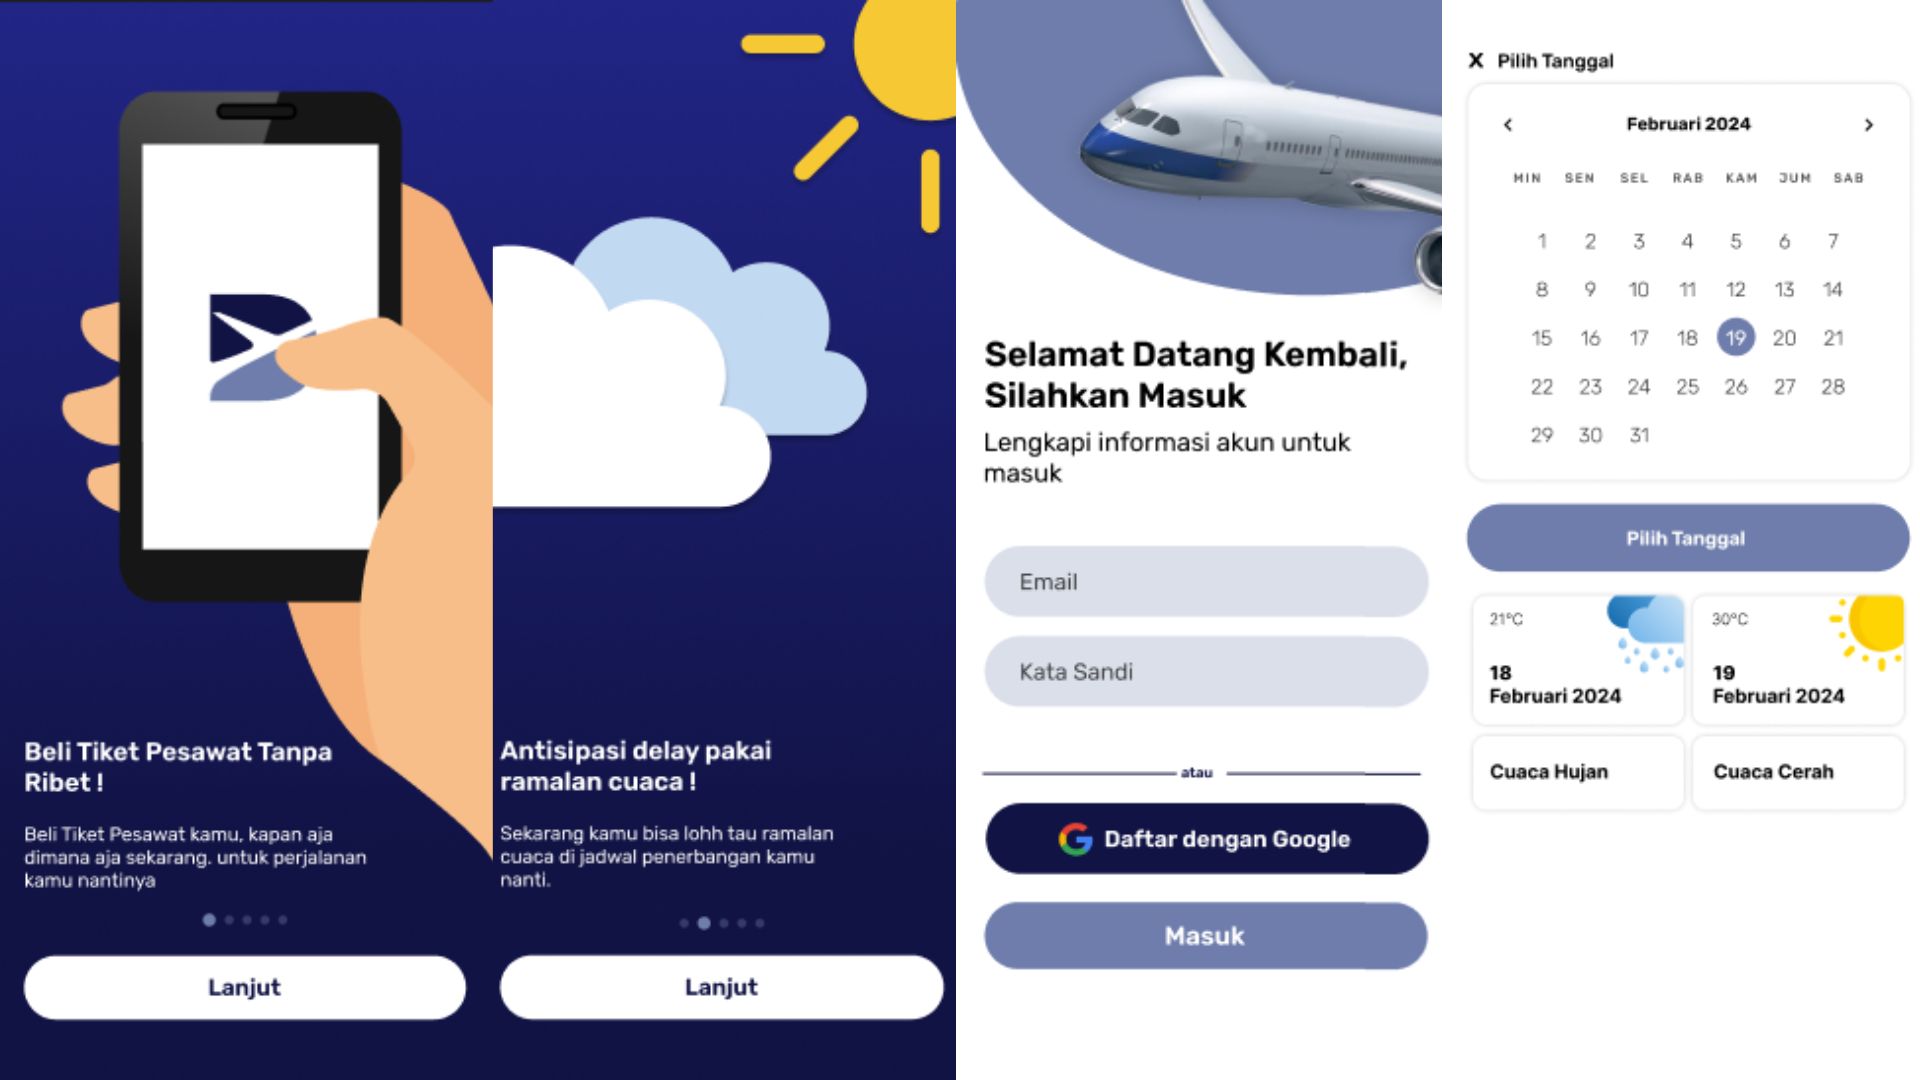 Beli Tiket Pesawat Tanpa
Ribet !
Beli Tiket Pesawat kamu, kapan aja
dimana aja sekarang. untuk perjalanan
kamu nantinya
Lanjut
Antisipasi delay pakai
ramalan cuaca !
Sekarang kamu bisa lohh tau ramalan
cuaca di jadwal penerbangan kamu
nanti.
Lanjut
Selamat Datang Kembali,
Silahkan Masuk
Lengkapi informasi akun untuk
masuk
Email
Kata Sandi
atau
Daftar dengan Google
Masuk
X Pilih Tanggal
< Februari 2024 >
MIN SEN SEL RAB KAM JUM SAB
1 2 3 4 5 6 7
8 9 10 11 12 13 14
15 16 17 18 19 20 21
22 23 24 25 26 27 28
29 30 31
Pilih Tanggal
21°C
18
Februari 2024
Cuaca Hujan
30°C
19
Februari 2024
Cuaca Cerah